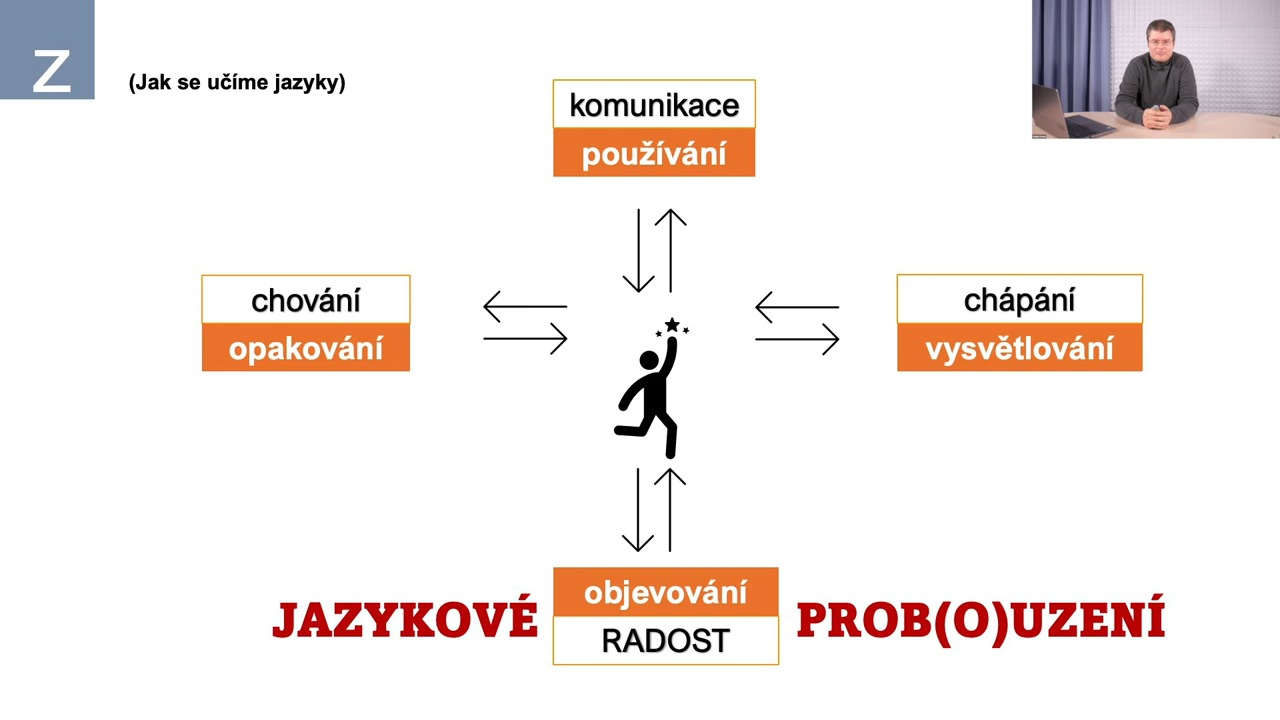 z
(Jak se učíme jazyky)
komunikace
používání
chování
opakování
chápání
vysvětlování
objevování
JAZYKOVÉ
PROB(O)UZENÍ
RADOST